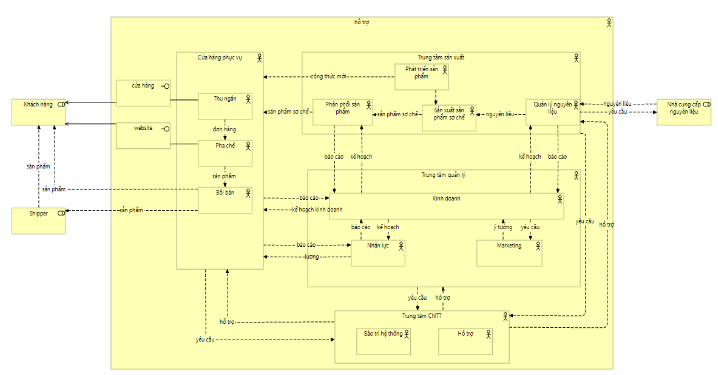 hỗ trợ
Cửa hàng phục vụ
Trung tâm sản xuất
Phát triển sản
phẩm
công thức mới
cửa hàng
Thu ngân
Khách hàng
Phân phối sản
phẩm
Sản xuất sản
phẩm sơ chế
Quản lý nguyên
liệu
Nhà cung cấp
nguyên liệu
nguyên liệu
yêu cầu
sản phẩm sơ chế
sản phẩm sơ chế
nguyên liệu
website
đơn hàng
Pha chế
báo cáo
kế hoạch
kế hoạch
báo cáo
sản phẩm
sản phẩm
Trung tâm quản lý
sản phẩm
Bồi bàn
báo cáo
Kinh doanh
Shipper
sản phẩm
kế hoạch kinh doanh
báo cáo
kế hoạch
ý tưởng
yêu cầu
yêu cầu
hỗ trợ
báo cáo
Nhân lực
Marketing
lương
yêu cầu
hỗ trợ
hỗ trợ
Trung tâm CNTT
yêu cầu
Bảo trì hệ thống
Hỗ trợ